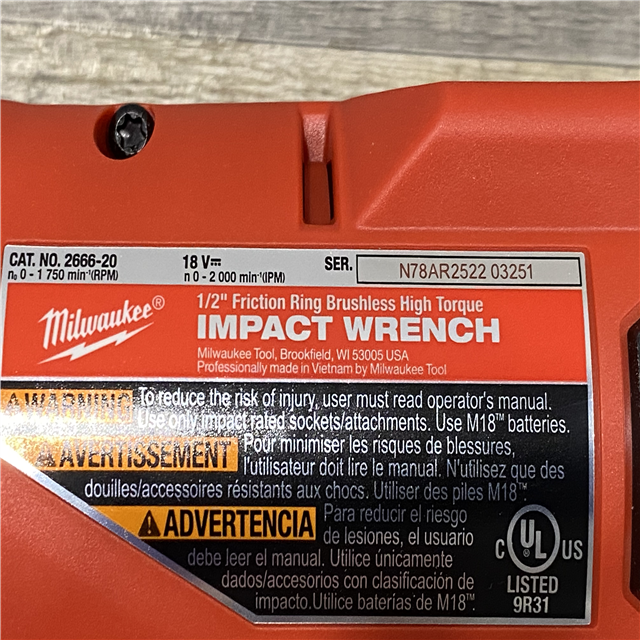 CAT. NO. 2666-20
18 V⎓
SER.
N78AR2522 03251
n₀ 0 - 1 750 min⁻¹(RPM)
n 0 - 2 000 min⁻¹(IPM)
Milwaukee®
1/2" Friction Ring Brushless High Torque
IMPACT WRENCH
Milwaukee Tool, Brookfield, WI 53005 USA
Professionally made in Vietnam by Milwaukee Tool
WARNING To reduce the risk of injury, user must read operator's manual.
Use only impact rated sockets/attachments. Use M18™ batteries.
AVERTISSEMENT Pour minimiser les risques de blessures,
l'utilisateur doit lire le manuel. N'utilisez que des
douilles/accessoires résistants aux chocs. Utiliser des piles M18™.
ADVERTENCIA Para reducir el riesgo
de lesiones, el usuario
debe leer el manual. Utilice únicamente
dados/accesorios con clasificación de
impacto.Utilice baterías de M18™.
C UL US
LISTED
9R31